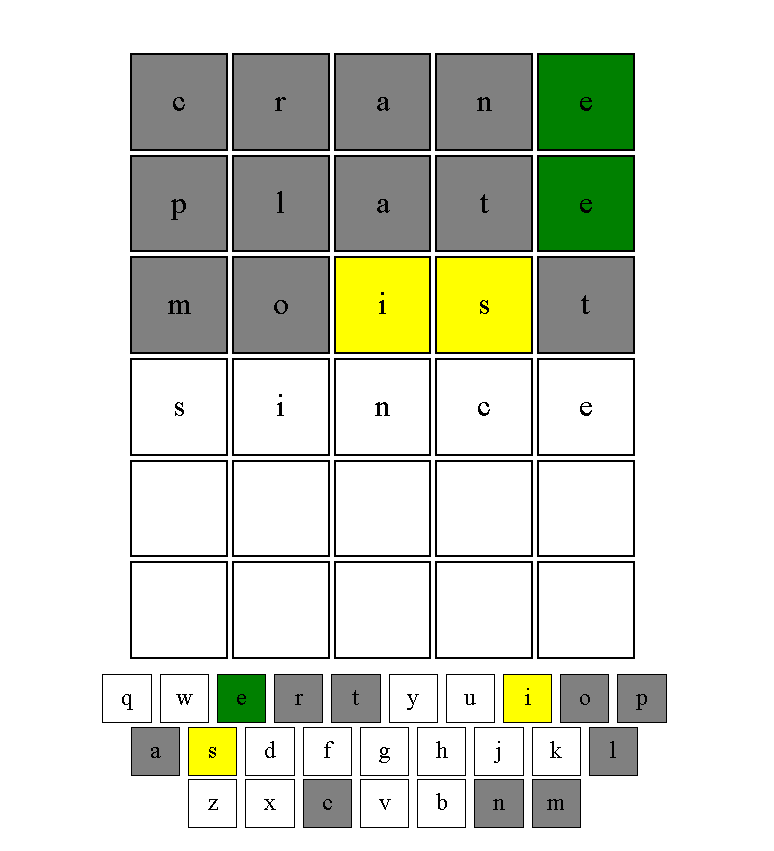 c r a n e
p l a t e
m o i s t
s i n c e
q w e r t y u i o p
a s d f g h j k l
z x c v b n m